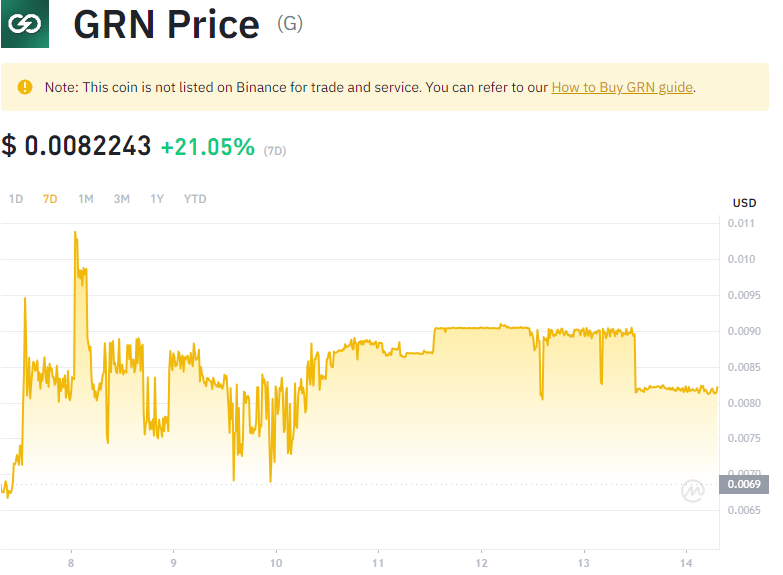 GRN Price (G)
Note: This coin is not listed on Binance for trade and service. You can refer to our How to Buy GRN guide.
$ 0.0082243 +21.05% (7D)
1D 7D 1M 3M 1Y YTD
USD
0.011
0.010
0.0095
0.0090
0.0085
0.0080
0.0075
0.0070
0.0069
0.0065
8 9 10 11 12 13 14